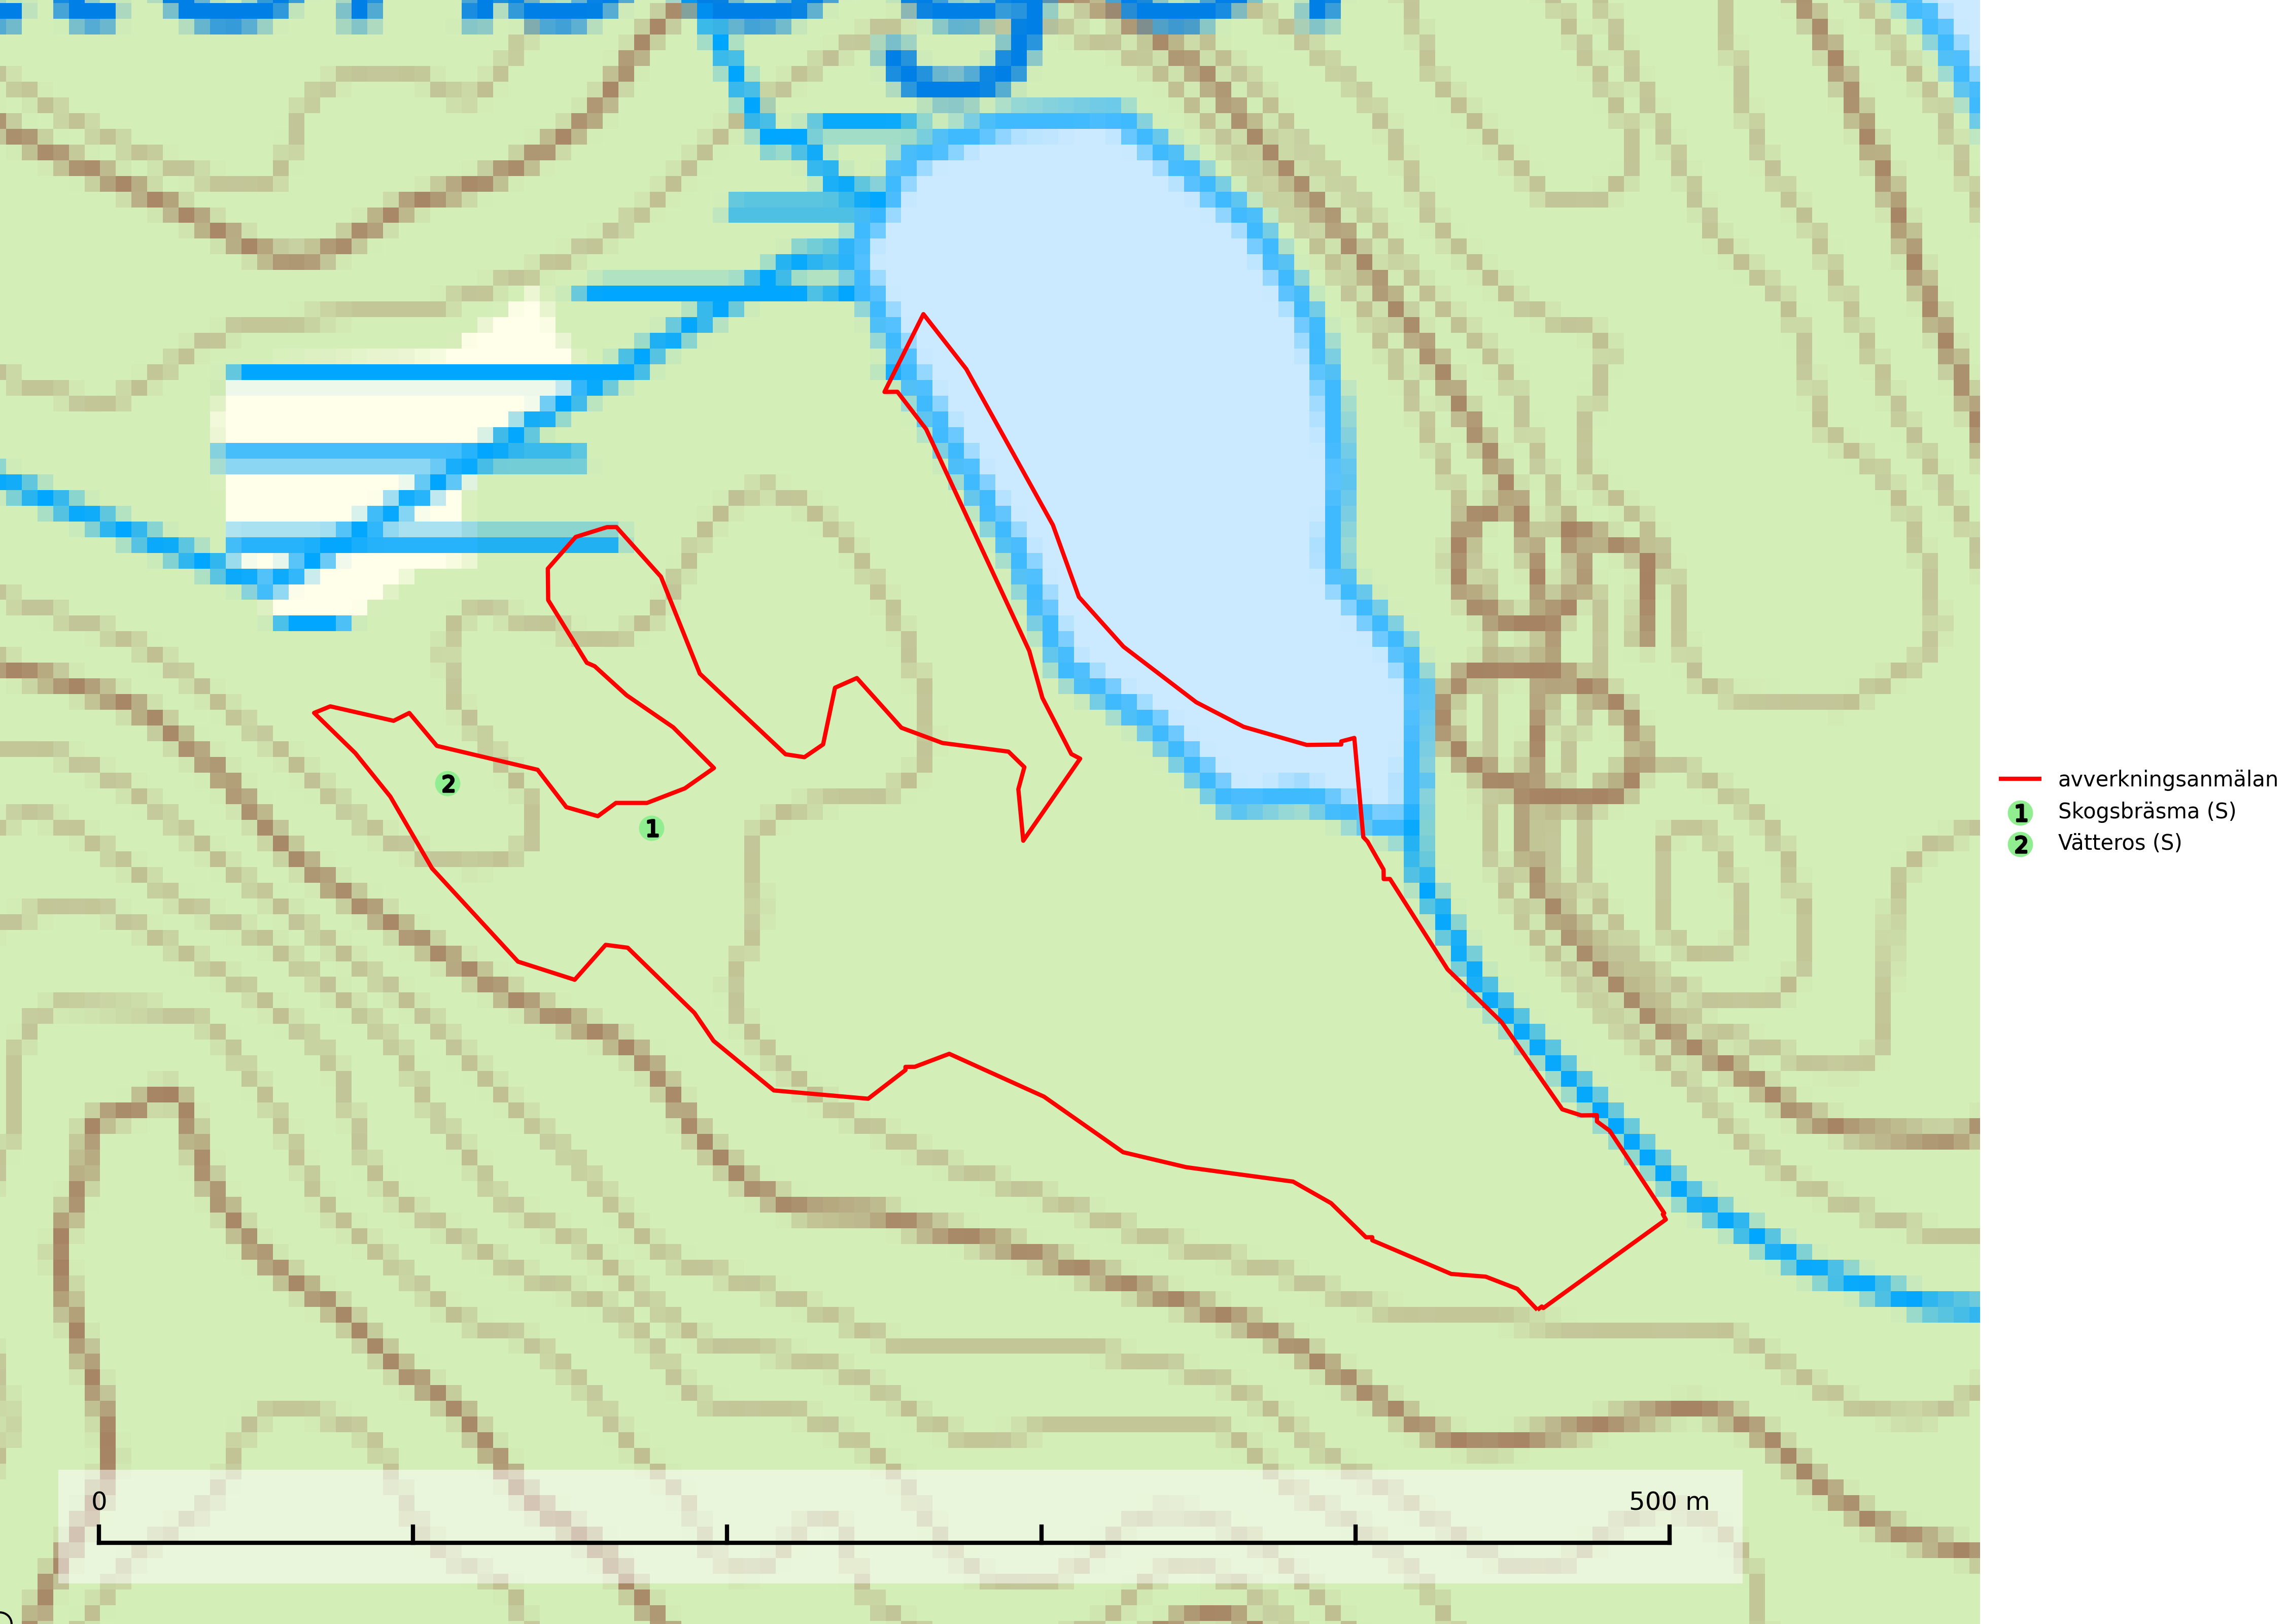 avverkningsanmälan
1 Skogsbräsma (S)
2 Vätteros (S)
2
1
0 500 m